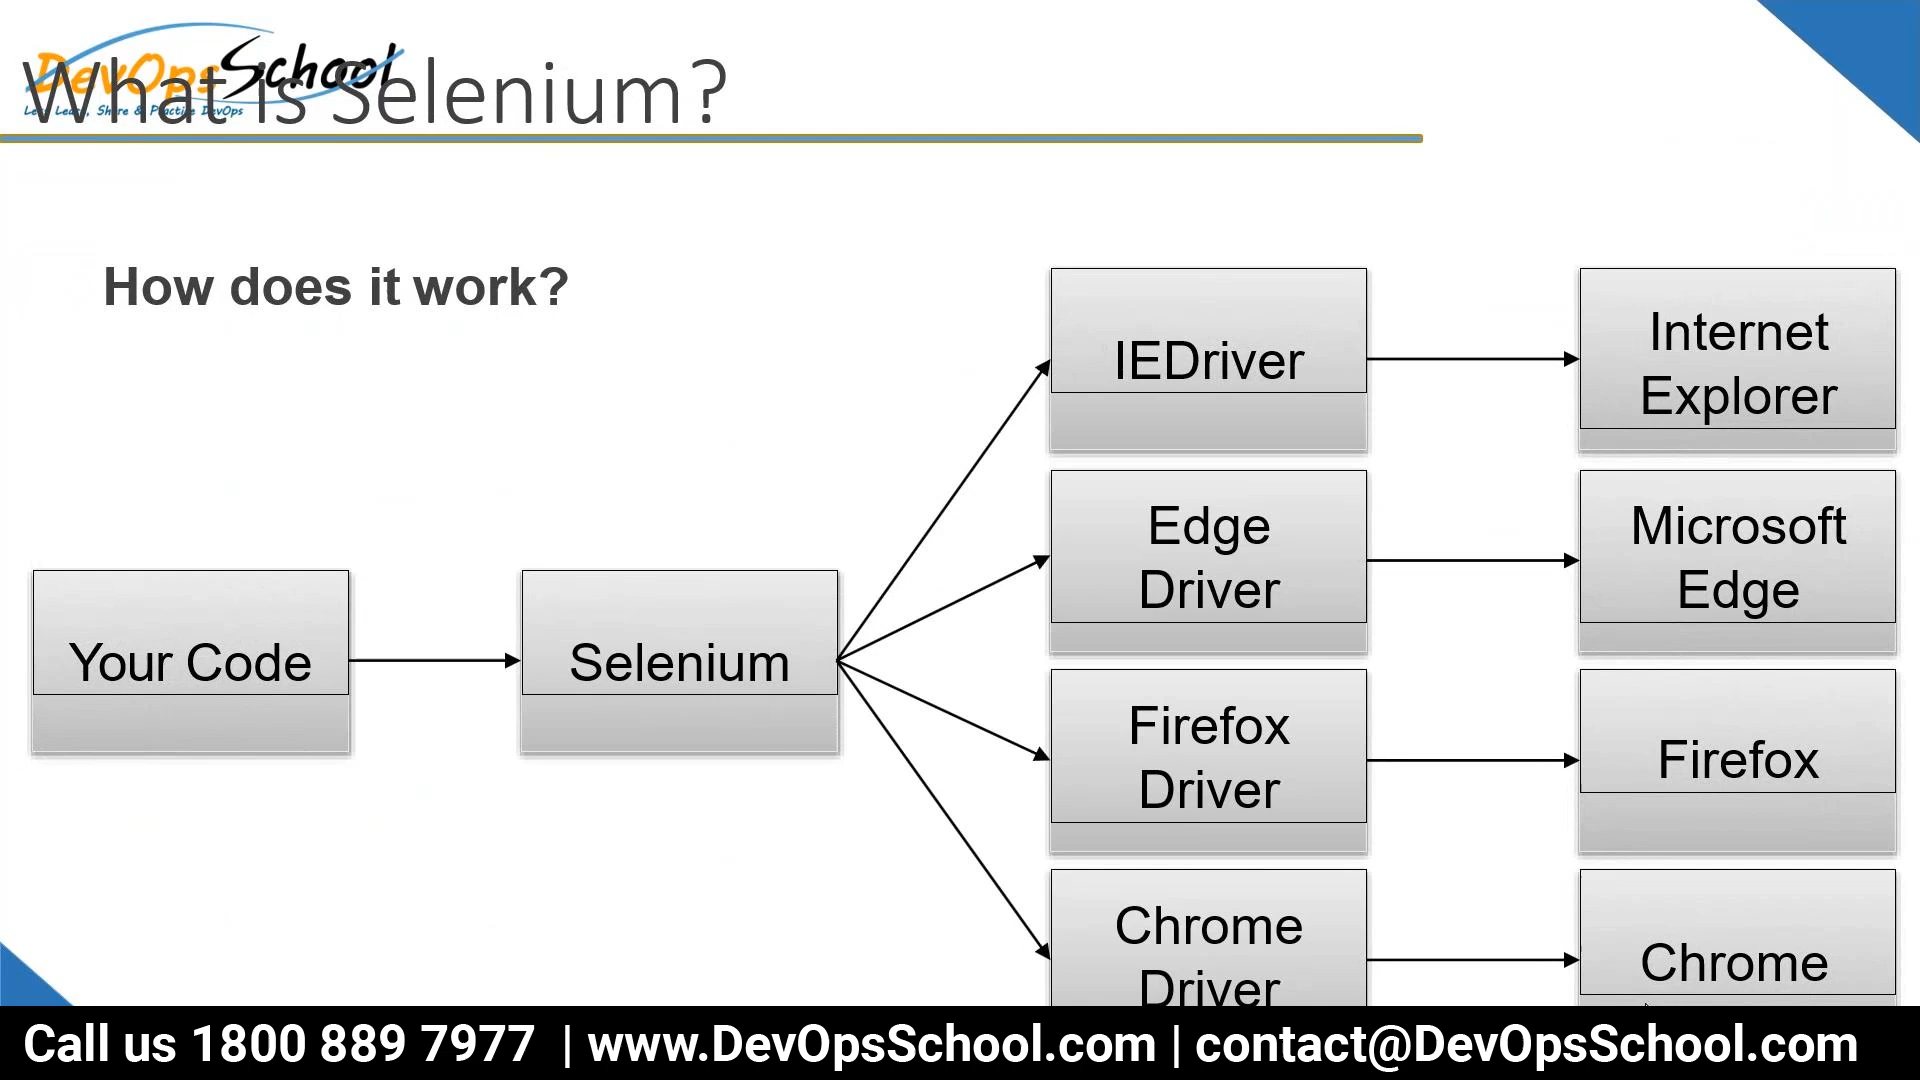 DevOpsSchool
What is Selenium?
How does it work?
IEDriver
Internet
Explorer
Edge
Driver
Microsoft
Edge
Your Code
Selenium
Firefox
Driver
Firefox
Chrome
Driver
Chrome
Call us 1800 889 7977 | www.DevOpsSchool.com | contact@DevOpsSchool.com